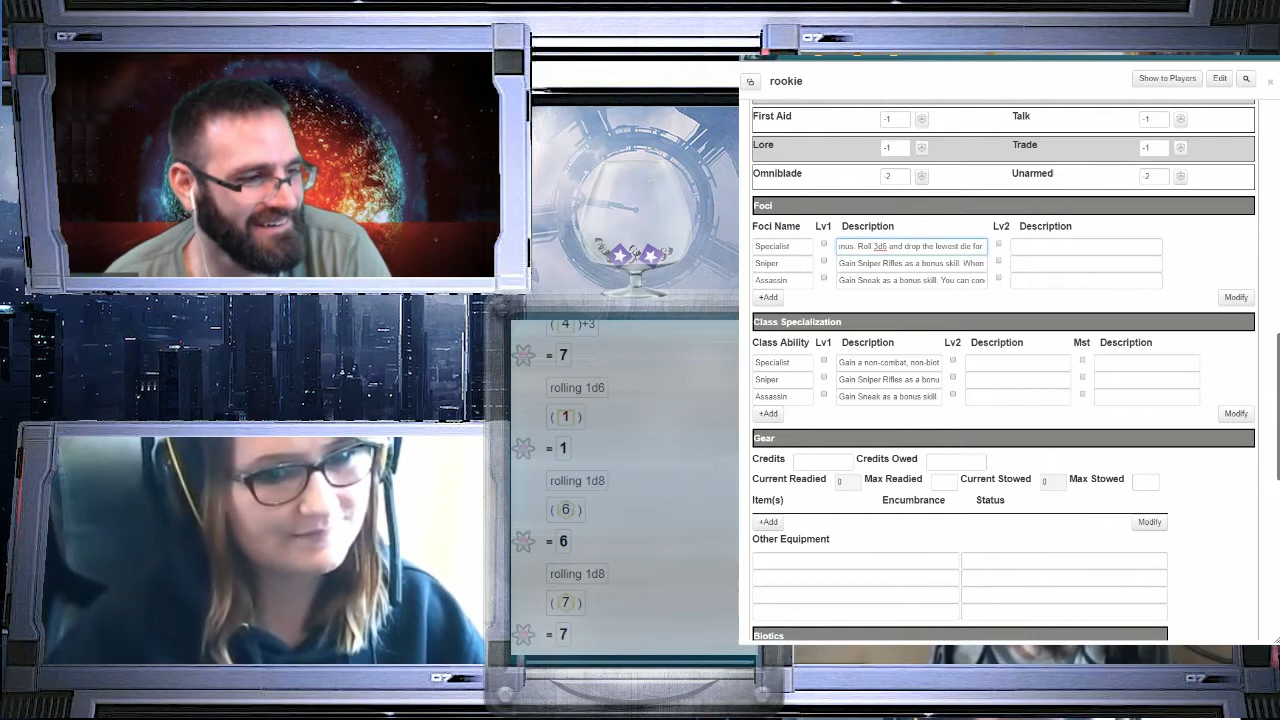 rookie
Show to Players
Edit
First Aid -1 Talk -1
Lore -1 Trade -1
Omniblade -2 Unarmed -2
Foci
Foci Name Lv1 Description Lv2 Description
Specialist nus. Roll 3d6 and drop the lowest die for
Sniper Gain Sniper Rifles as a bonus skill. When
Assassin Gain Sneak as a bonus skill. You can con
+Add Modify
Class Specialization
Class Ability Lv1 Description Lv2 Description Mst Description
Specialist Gain a non-combat, non-biot
Sniper Gain Sniper Rifles as a bonu
Assassin Gain Sneak as a bonus skill.
+Add Modify
Gear
Credits Credits Owed
Current Readied 0 Max Readied Current Stowed 0 Max Stowed
Item(s) Encumbrance Status
+Add Modify
Other Equipment
Biotics
(4)+3
= 7
rolling 1d6
(1)
= 1
rolling 1d8
(6)
= 6
rolling 1d8
(7)
= 7